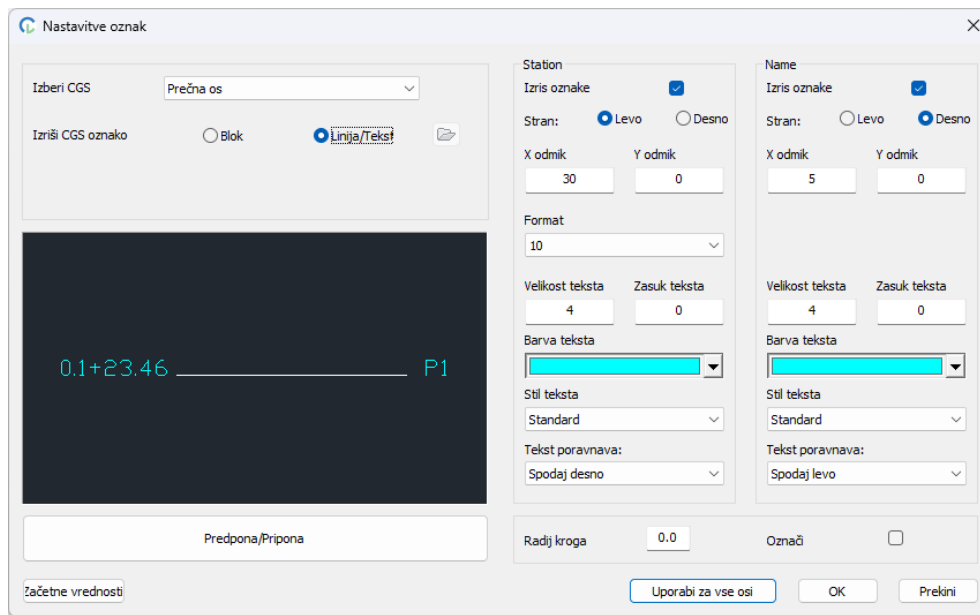 Nastavitve oznak
Izberi CGS
Prečna os
Izriši CGS oznako
Blok
Linija/Tekst
0.1+23.46
P1
Predpona/Pripona
Začetne vrednosti
Station
Izris oznake
Stran:
Levo
Desno
X odmik
Y odmik
30
0
Format
10
Velikost teksta
Zasuk teksta
4
0
Barva teksta
Stil teksta
Standard
Tekst poravnava:
Spodaj desno
Name
Izris oznake
Stran:
Levo
Desno
X odmik
Y odmik
5
0
Velikost teksta
Zasuk teksta
4
0
Barva teksta
Stil teksta
Standard
Tekst poravnava:
Spodaj levo
Radij kroga
0.0
Označi
Uporabi za vse osi
OK
Prekini